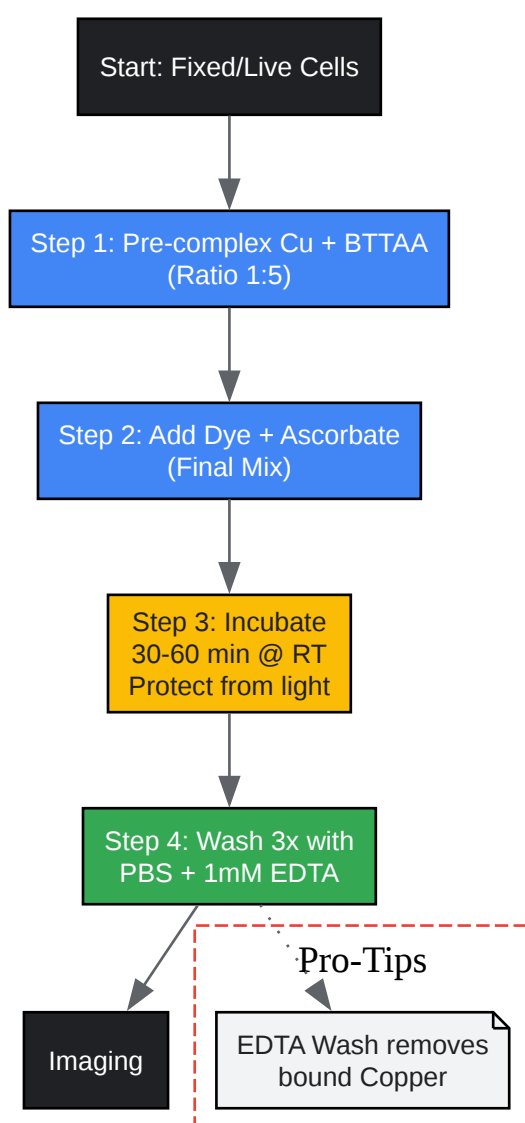 Start: Fixed/Live Cells
Step 1: Pre-complex Cu + BTTAA
(Ratio 1:5)
Step 2: Add Dye + Ascorbate
(Final Mix)
Step 3: Incubate
30-60 min @ RT
Protect from light
Step 4: Wash 3x with
PBS + 1mM EDTA
Pro-Tips
Imaging
EDTA Wash removes
bound Copper